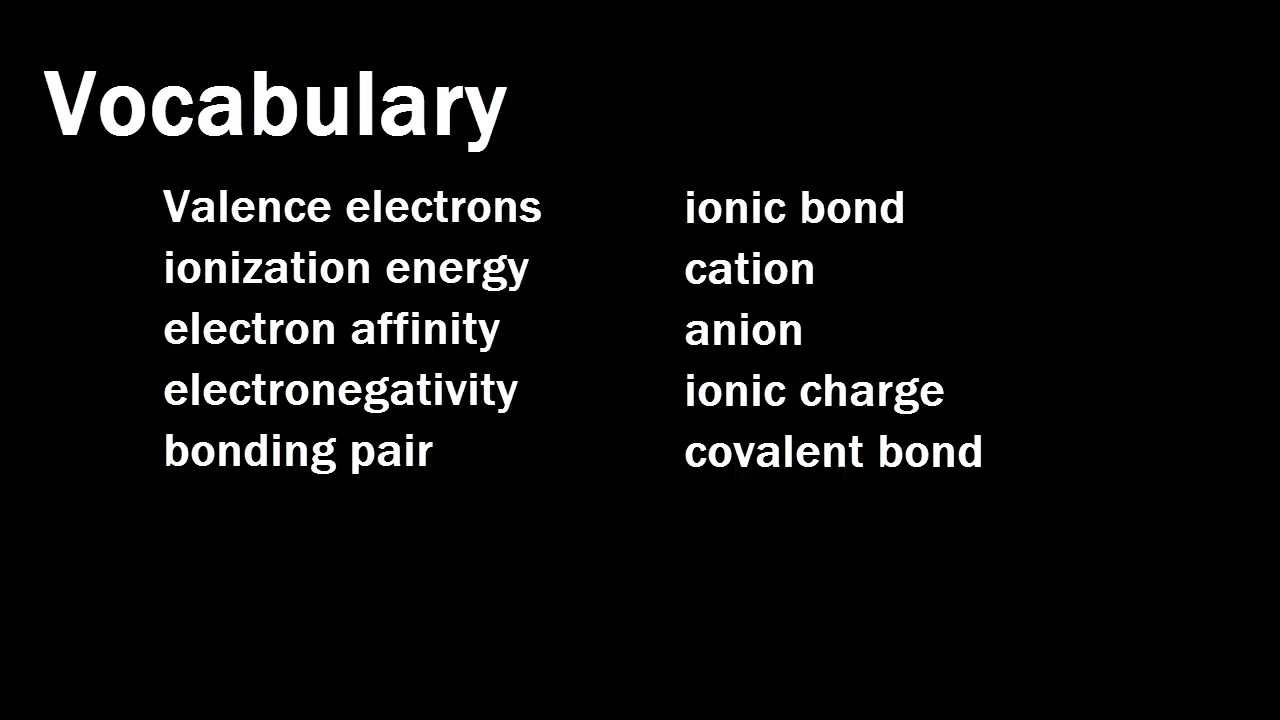 Vocabulary
Valence electrons
ionization energy
electron affinity
electronegativity
bonding pair
ionic bond
cation
anion
ionic charge
covalent bond